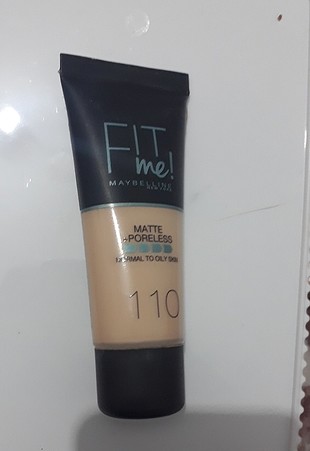 FIT
me!
MAYBELLINE
MATTE
+PORELESS
NORMAL TO OILY SKIN
110